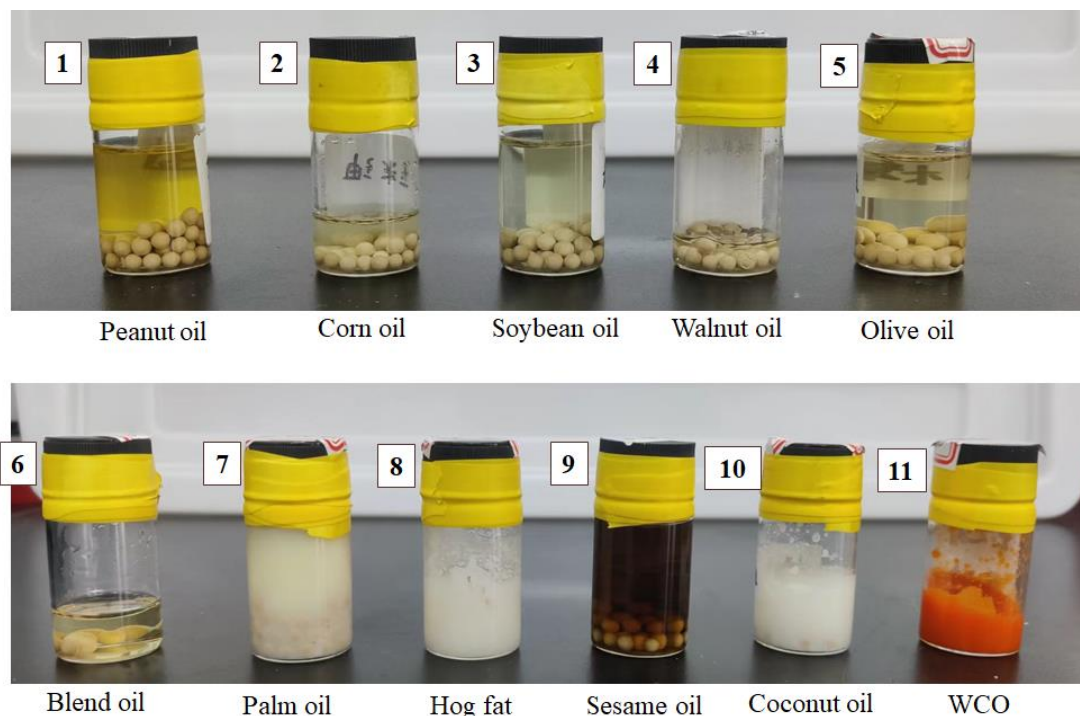 1
2
3
4
5
Peanut oil
Corn oil
Soybean oil
Walnut oil
Olive oil
6
7
8
9
10
11
Blend oil
Palm oil
Hog fat
Sesame oil
Coconut oil
WCO